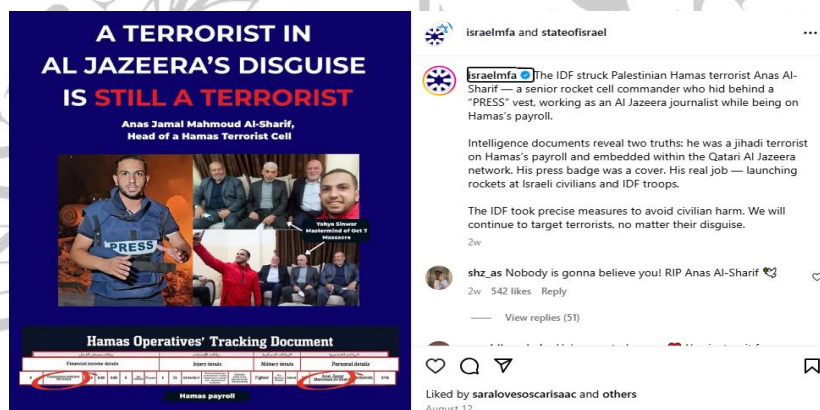 A TERRORIST IN
AL JAZEERA'S DISGUISE
IS STILL A TERRORIST
Anas Jamal Mahmoud Al-Sharif,
Head of a Hamas Terrorist Cell
PRESS
Yahya Sinwar
Mastermind of Oct 7
Massacre
Hamas Operatives' Tracking Document
Financial income details
Injury details
Military details
Personal details
Fighter
Hamas payroll
israelmfa and stateofisrael
israelmfa The IDF struck Palestinian Hamas terrorist Anas Al-
Sharif — a senior rocket cell commander who hid behind a
"PRESS" vest, working as an Al Jazeera journalist while being on
Hamas's payroll.
Intelligence documents reveal two truths: he was a jihadi terrorist
on Hamas's payroll and embedded within the Qatari Al Jazeera
network. His press badge was a cover. His real job — launching
rockets at Israeli civilians and IDF troops.
The IDF took precise measures to avoid civilian harm. We will
continue to target terrorists, no matter their disguise.
2w
shz_as Nobody is gonna believe you! RIP Anas Al-Sharif 🕊
2w 542 likes Reply
View replies (51)
Liked by saralovesoscarisaac and others
August 12